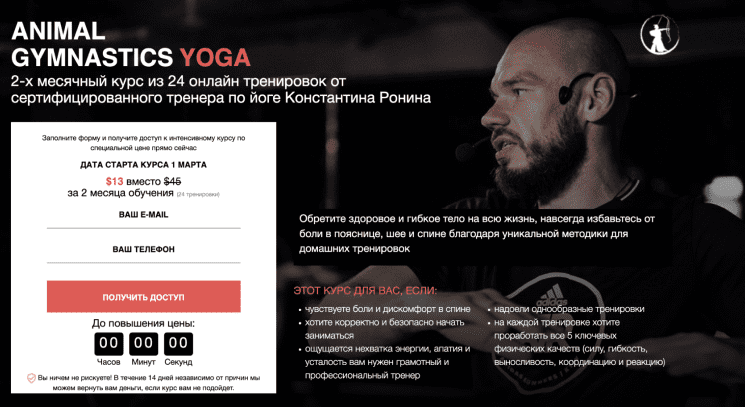 ANIMAL
GYMNASTICS YOGA
2-х месячный курс из 24 онлайн тренировок от
сертифицированного тренера по йоге Константина Ронина
Заполните форму и получите доступ к интенсивному курсу по
специальной цене прямо сейчас
ДАТА СТАРТА КУРСА 1 МАРТА
$13 вместо $45
за 2 месяца обучения (24 тренировки)
ВАШ E-MAIL
ВАШ ТЕЛЕФОН
ПОЛУЧИТЬ ДОСТУП
До повышения цены:
00 00 00
Часов Минут Секунд
Вы ничем не рискуете! В течение 14 дней независимо от причин мы
можем вернуть вам деньги, если курс вам не подойдет.
Обретите здоровое и гибкое тело на всю жизнь, навсегда избавьтесь от
боли в пояснице, шее и спине благодаря уникальной методики для
домашних тренировок
ЭТОТ КУРС ДЛЯ ВАС, ЕСЛИ:
• чувствуете боли и дискомфорт в спине
• хотите корректно и безопасно начать
заниматься
• ощущается нехватка энергии, апатия и
усталость вам нужен грамотный и
профессиональный тренер
• надоели однообразные тренировки
• на каждой тренировке хотите
проработать все 5 ключевых
физических качеств (силу, гибкость,
выносливость, координацию и реакцию)
adidas